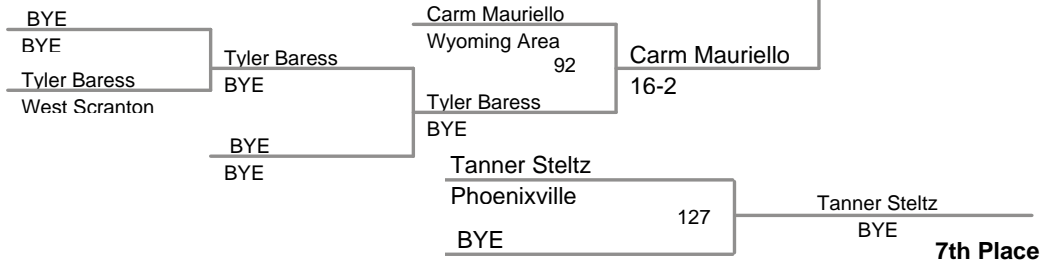 BYE
BYE
Tyler Baress
West Scranton
Tyler Baress
BYE
BYE
BYE
Carm Mauriello
Wyoming Area
92
Tyler Baress
BYE
Carm Mauriello
16-2
Tanner Steltz
Phoenixville
127
BYE
Tanner Steltz
BYE
7th Place